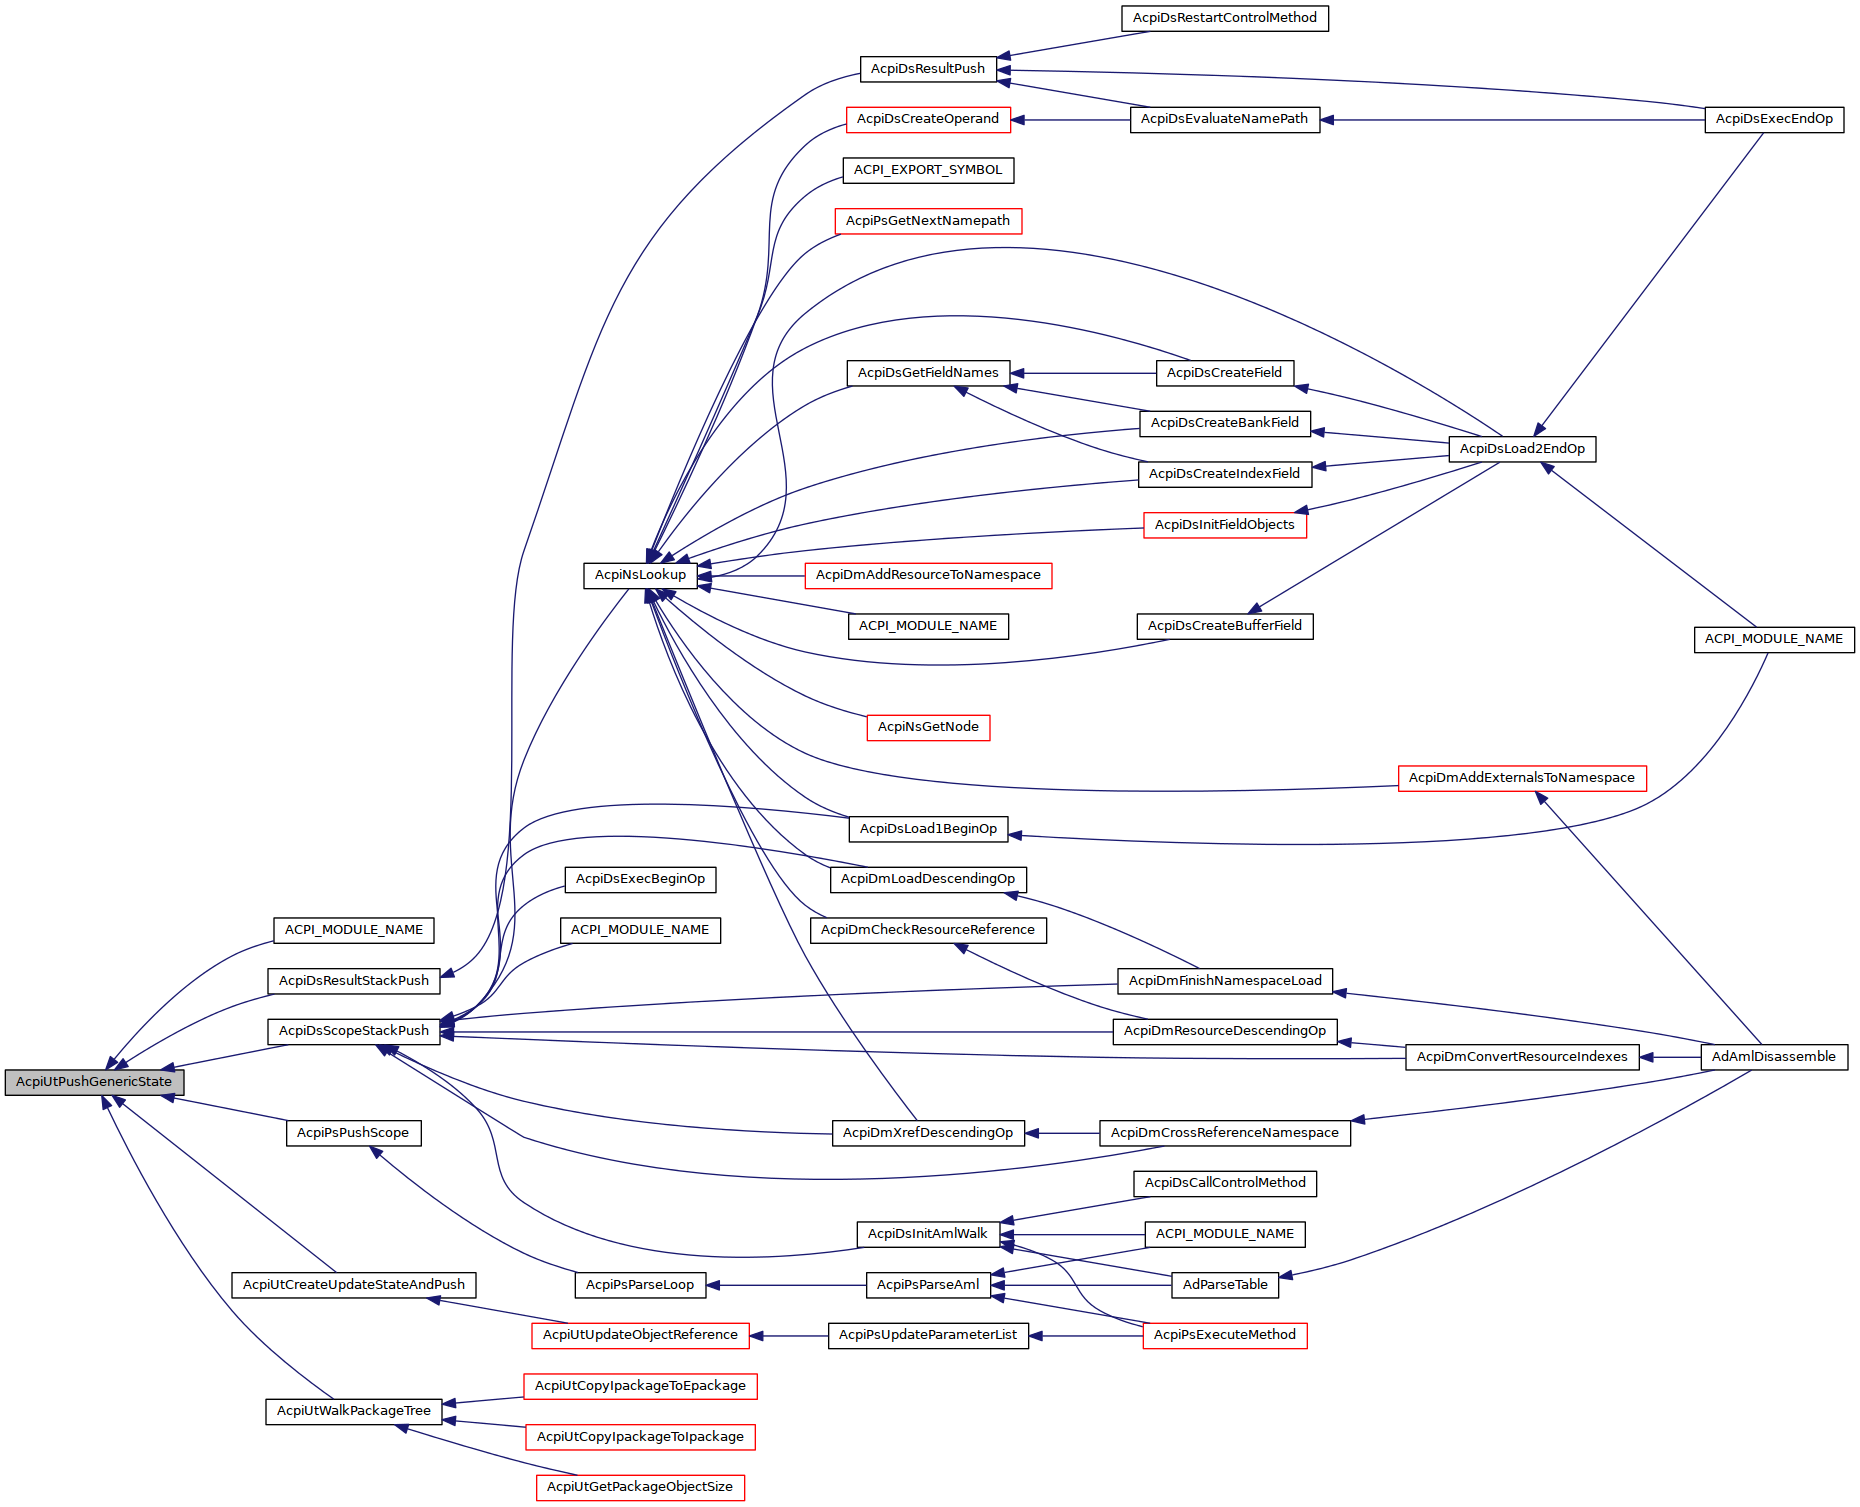 AcpiDsRestartControlMethod
AcpiDsResultPush
AcpiDsCreateOperand
AcpiDsEvaluateNamePath
AcpiDsExecEndOp
ACPI_EXPORT_SYMBOL
AcpiPsGetNextNamepath
AcpiDsGetFieldNames
AcpiDsCreateField
AcpiDsCreateBankField
AcpiDsLoad2EndOp
AcpiDsCreateIndexField
AcpiDsInitFieldObjects
AcpiNsLookup
AcpiDmAddResourceToNamespace
ACPI_MODULE_NAME
AcpiDsCreateBufferField
ACPI_MODULE_NAME
AcpiNsGetNode
AcpiDmAddExternalsToNamespace
AcpiDsLoad1BeginOp
AcpiDsExecBeginOp
AcpiDmLoadDescendingOp
ACPI_MODULE_NAME
ACPI_MODULE_NAME
AcpiDmCheckResourceReference
AcpiDsResultStackPush
AcpiDmFinishNamespaceLoad
AcpiDsScopeStackPush
AcpiDmResourceDescendingOp
AcpiDmConvertResourceIndexes
AdAmlDisassemble
AcpiUtPushGenericState
AcpiPsPushScope
AcpiDmXrefDescendingOp
AcpiDmCrossReferenceNamespace
AcpiDsCallControlMethod
AcpiDsInitAmlWalk
ACPI_MODULE_NAME
AcpiUtCreateUpdateStateAndPush
AcpiPsParseLoop
AcpiPsParseAml
AdParseTable
AcpiUtUpdateObjectReference
AcpiPsUpdateParameterList
AcpiPsExecuteMethod
AcpiUtCopyIpackageToEpackage
AcpiUtWalkPackageTree
AcpiUtCopyIpackageToIpackage
AcpiUtGetPackageObjectSize